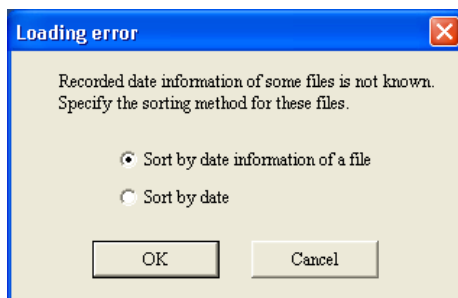 Loading error
Recorded date information of some files is not known.
Specify the sorting method for these files.
Sort by date information of a file
Sort by date
OK
Cancel